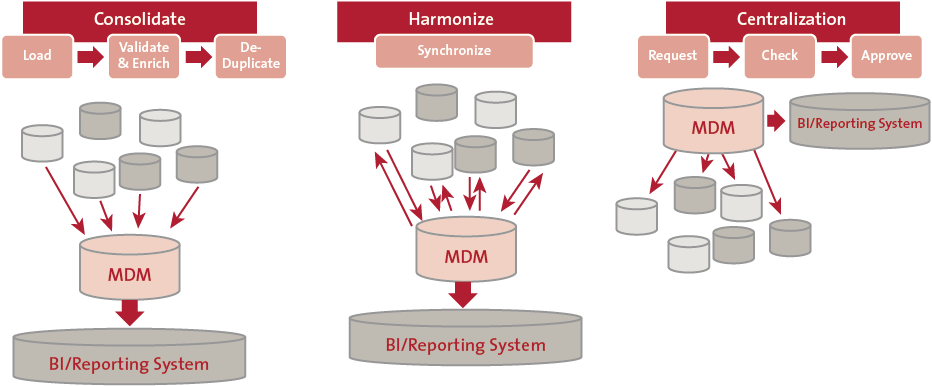 Consolidate
Load
Validate
& Enrich
De-
Duplicate
MDM
BI/Reporting System
Harmonize
Synchronize
MDM
BI/Reporting System
Centralization
Request
Check
Approve
MDM
BI/Reporting System